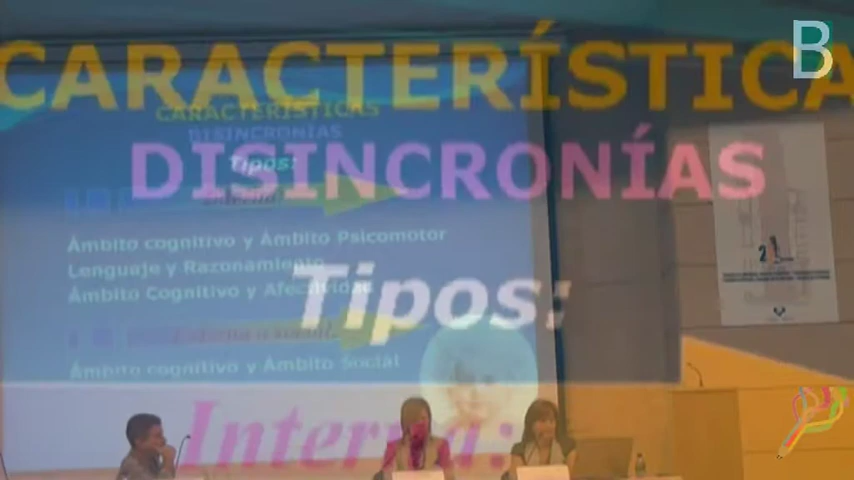 B
CARACTERÍSTICA
CARACTERÍSTICAS
DISINCRONÍAS
DISINCRONÍAS
Tipos:
Ámbito cognitivo y Ámbito Psicomotor
Lenguaje y Razonamiento
Ámbito Cognitivo y Afectividad
Tipos:
Ámbito cognitivo y Ámbito Social
Interna: